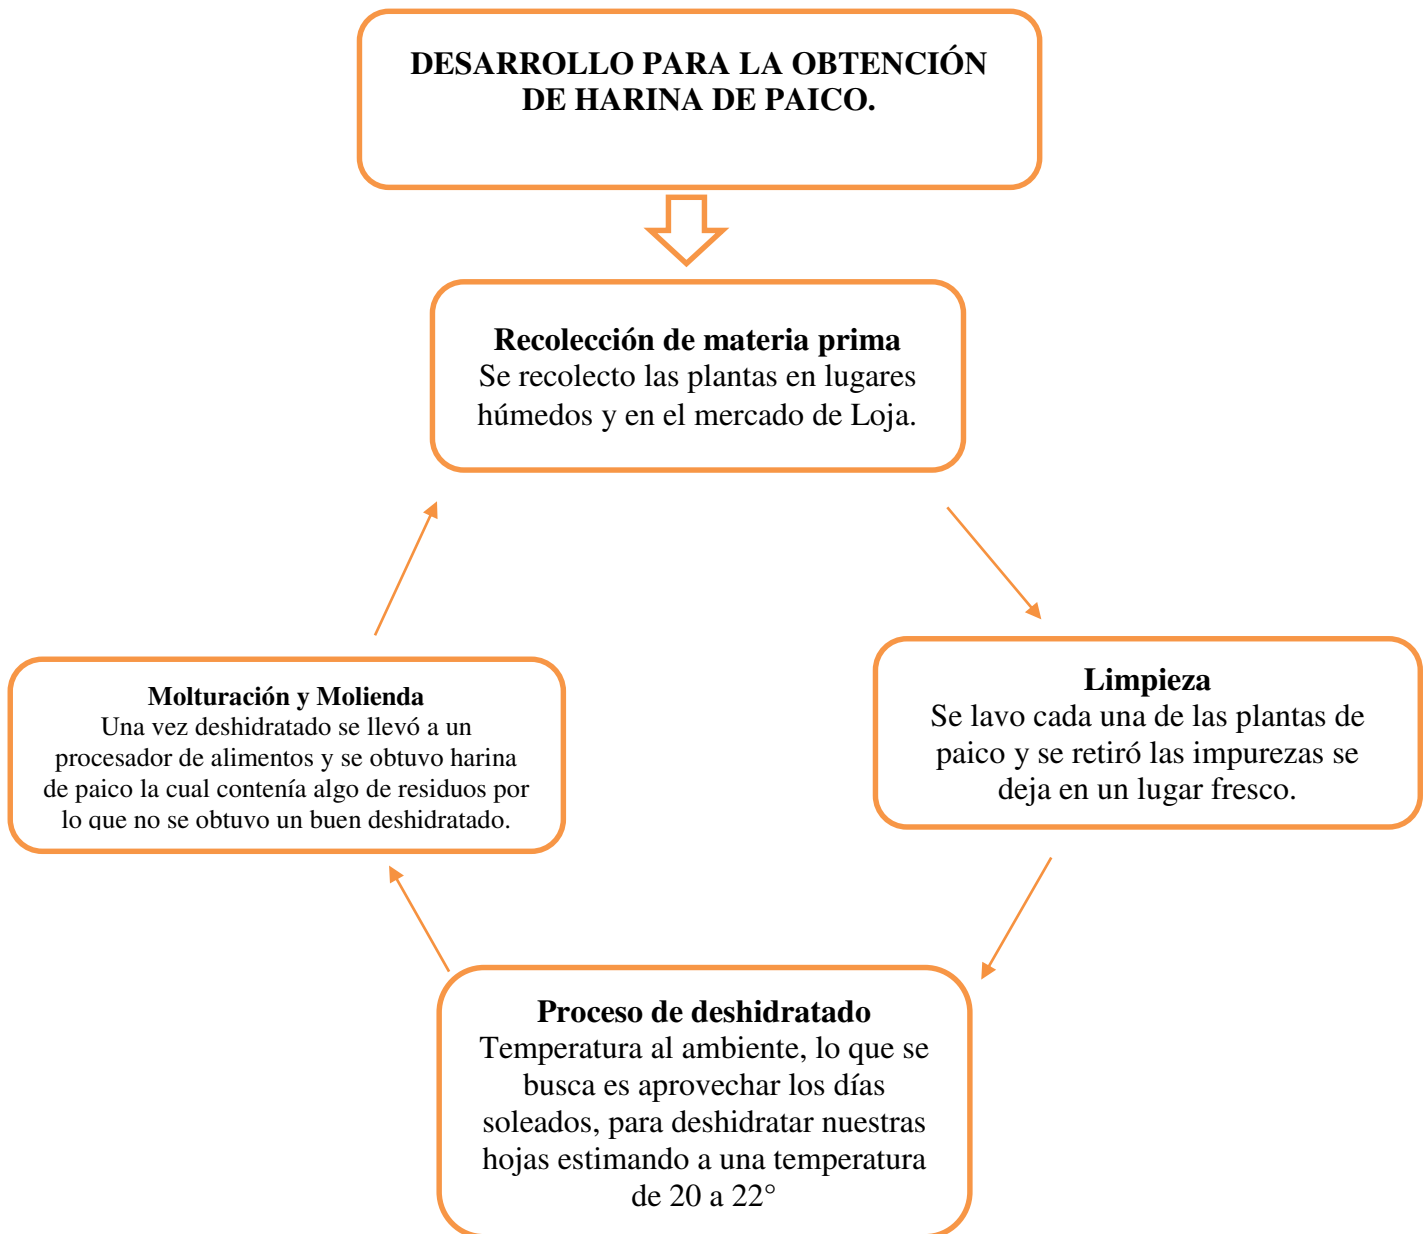 DESARROLLO PARA LA OBTENCIÓN
DE HARINA DE PAICO.
Recolección de materia prima
Se recolecto las plantas en lugares
húmedos y en el mercado de Loja.
Limpieza
Se lavo cada una de las plantas de
paico y se retiró las impurezas se
deja en un lugar fresco.
Proceso de deshidratado
Temperatura al ambiente, lo que se
busca es aprovechar los días
soleados, para deshidratar nuestras
hojas estimando a una temperatura
de 20 a 22°
Molturación y Molienda
Una vez deshidratado se llevó a un
procesador de alimentos y se obtuvo harina
de paico la cual contenía algo de residuos por
lo que no se obtuvo un buen deshidratado.